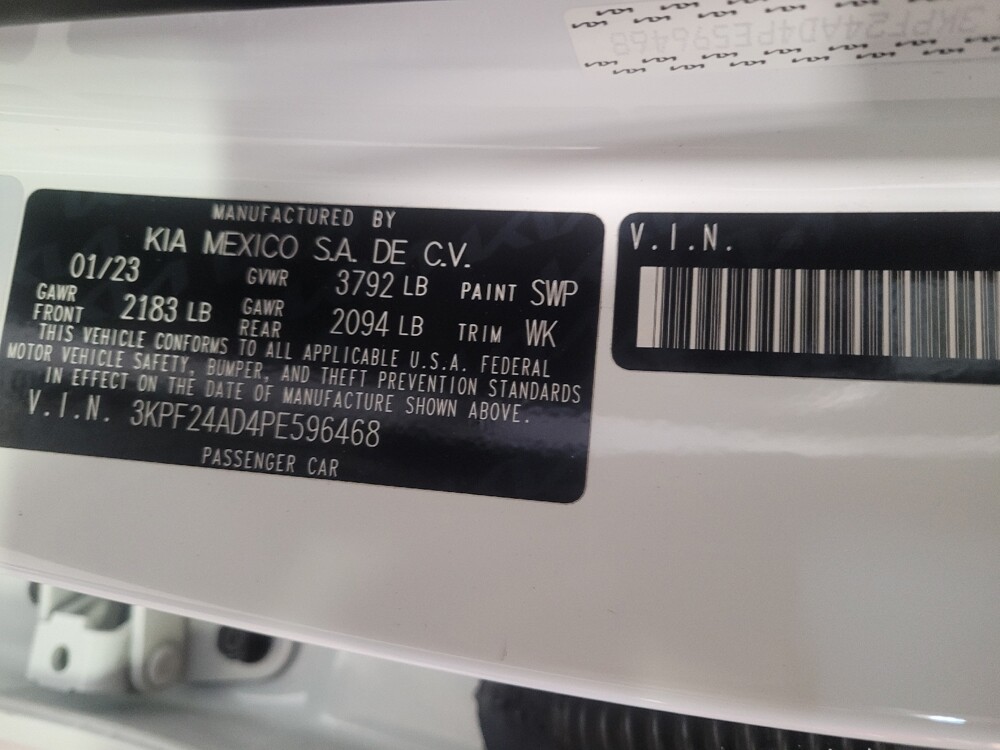 3KPF24AD4PE596468
MANUFACTURED BY
KIA MEXICO S.A. DE C.V.
01/23 GVWR 3792 LB PAINT SWP
GAWR FRONT 2183 LB GAWR REAR 2094 LB TRIM WK
THIS VEHICLE CONFORMS TO ALL APPLICABLE U.S.A. FEDERAL
MOTOR VEHICLE SAFETY, BUMPER, AND THEFT PREVENTION STANDARDS
IN EFFECT ON THE DATE OF MANUFACTURE SHOWN ABOVE.
V.I.N. 3KPF24AD4PE596468
PASSENGER CAR
V.I.N.